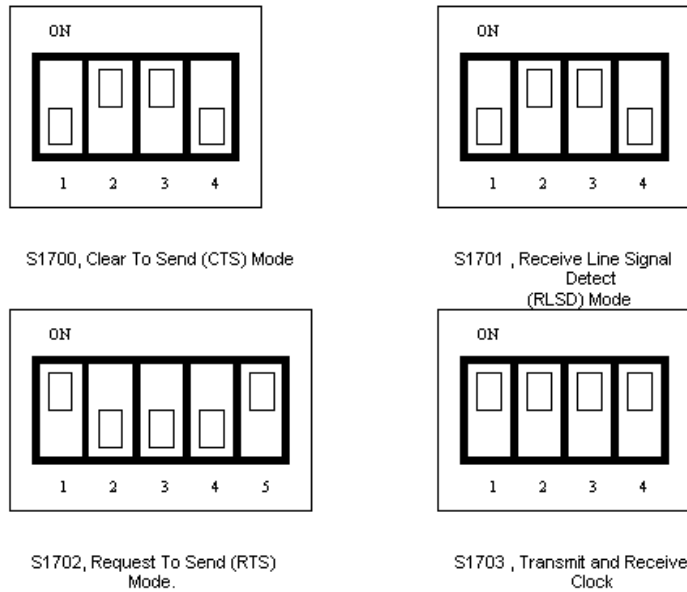 ON
1 2 3 4
S1700, Clear To Send (CTS) Mode
ON
1 2 3 4
S1701 , Receive Line Signal
Detect
(RLSD) Mode
ON
1 2 3 4 5
S1702, Request To Send (RTS)
Mode.
ON
1 2 3 4
S1703 , Transmit and Receive
Clock